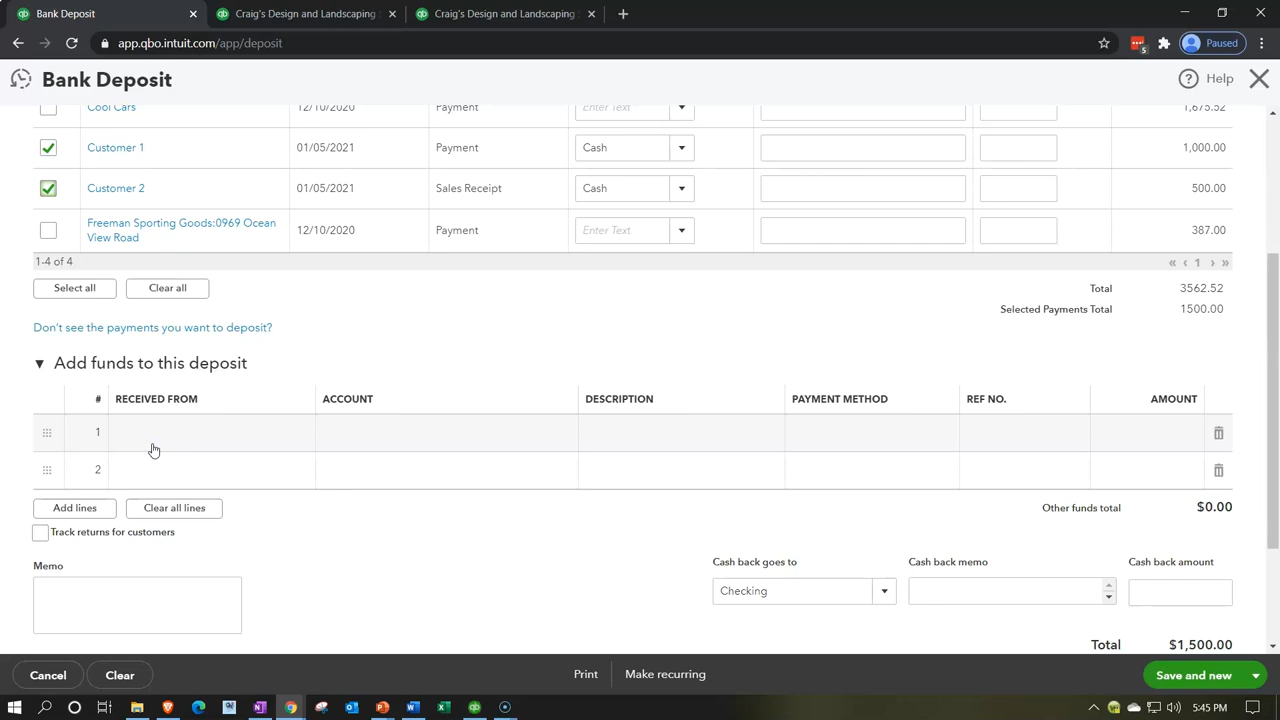 Bank Deposit
Craig's Design and Landscaping
Craig's Design and Landscaping
app.qbo.intuit.com/app/deposit
5
Paused
Bank Deposit
Help
Cool Cars 12/10/2020 Payment Enter Text 1,675.52
Customer 1 01/05/2021 Payment Cash 1,000.00
Customer 2 01/05/2021 Sales Receipt Cash 500.00
Freeman Sporting Goods:0969 Ocean
View Road
12/10/2020 Payment Enter Text 387.00
1-4 of 4
« ‹ 1 › »
Select all Clear all
Total 3562.52
Selected Payments Total 1500.00
Don't see the payments you want to deposit?
Add funds to this deposit
# RECEIVED FROM ACCOUNT DESCRIPTION PAYMENT METHOD REF NO. AMOUNT
1
2
Add lines Clear all lines
Other funds total $0.00
Track returns for customers
Memo
Cash back goes to Cash back memo Cash back amount
Checking
Total $1,500.00
Cancel Clear Print Make recurring Save and new
5:45 PM